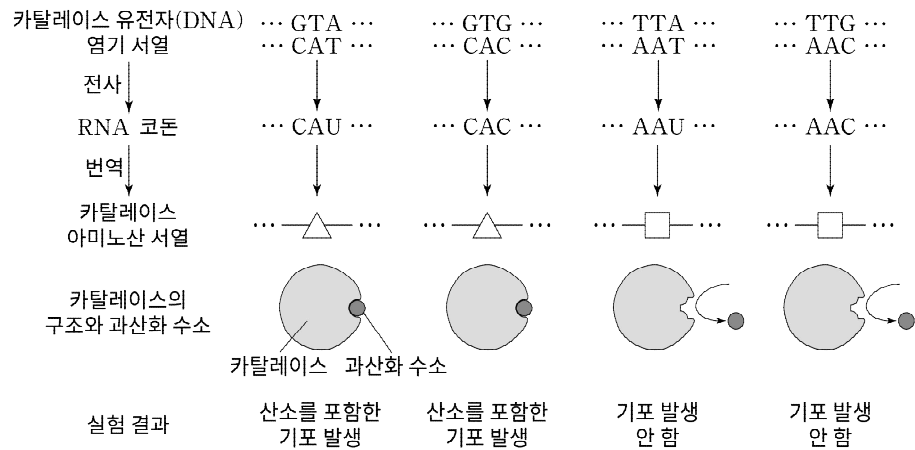 카탈레이스 유전자(DNA)
염기 서열
··· GTA ··· ··· GTG ··· ··· TTA ··· ··· TTG ···
··· CAT ··· ··· CAC ··· ··· AAT ··· ··· AAC ···
전사
RNA 코돈 ··· CAU ··· ··· CAC ··· ··· AAU ··· ··· AAC ···
번역
카탈레이스
아미노산 서열
··· ··· ··· ··· ··· ··· ··· ···
카탈레이스의
구조와 과산화 수소
카탈레이스 과산화 수소
실험 결과
산소를 포함한 산소를 포함한 기포 발생 기포 발생
기포 발생 기포 발생 안 함 안 함